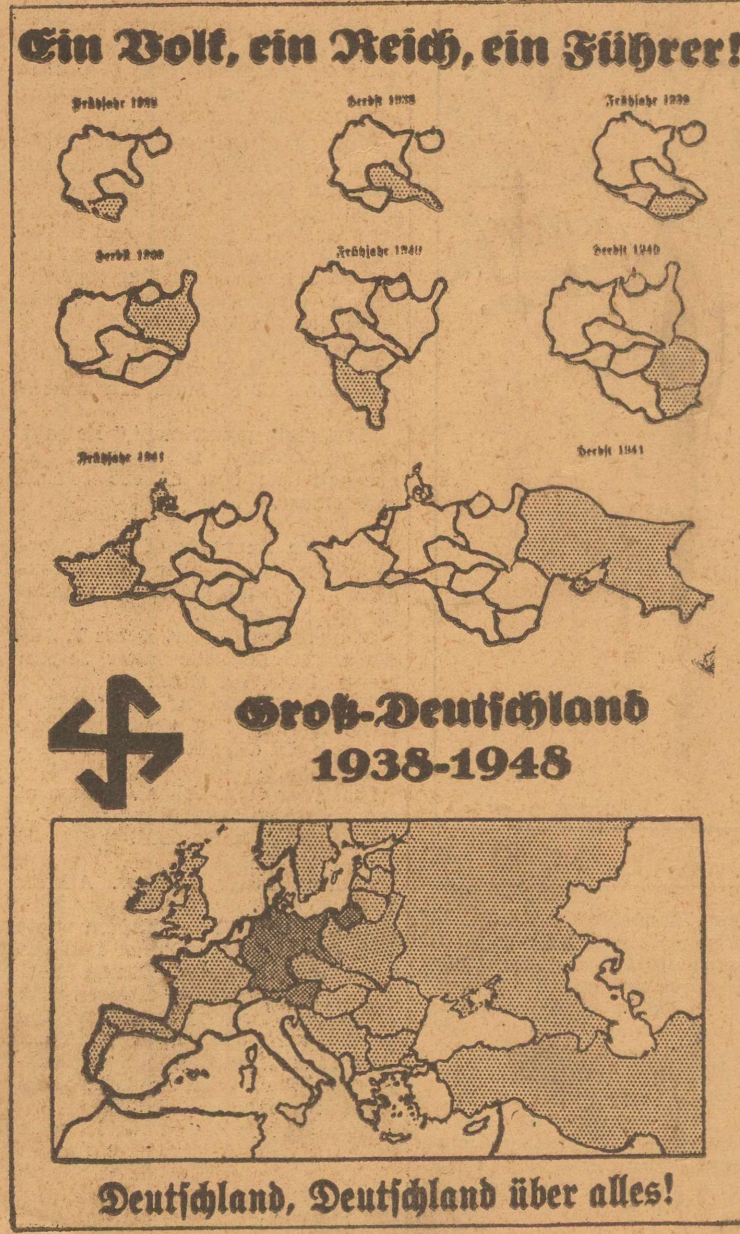 Ein Volk, ein Reich, ein Führer!
Frühjahr 1938
Herbst 1938
Frühjahr 1939
Herbst 1939
Frühjahr 1940
Herbst 1940
Frühjahr 1941
Herbst 1941
Groß-Deutschland
1938-1948
Deutschland, Deutschland über alles!